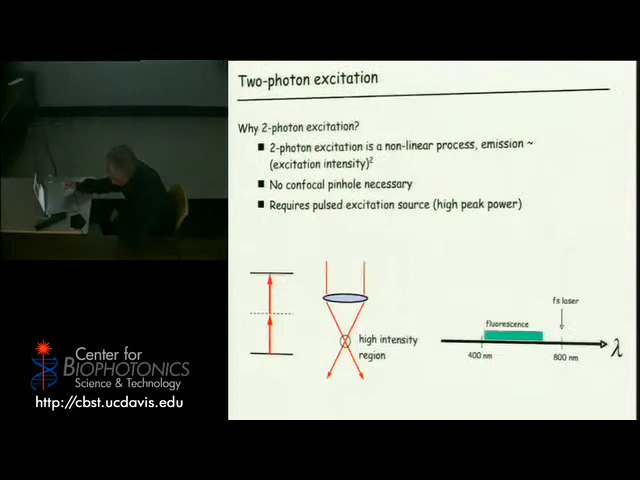 Two-photon excitation
Why 2-photon excitation?
2-photon excitation is a non-linear process, emission ~
(excitation intensity)²
No confocal pinhole necessary
Requires pulsed excitation source (high peak power)
high intensity
region
fs laser
fluorescence
400 nm
800 nm
λ
Center for
BIOPHOTONICS
Science & Technology
http://cbst.ucdavis.edu